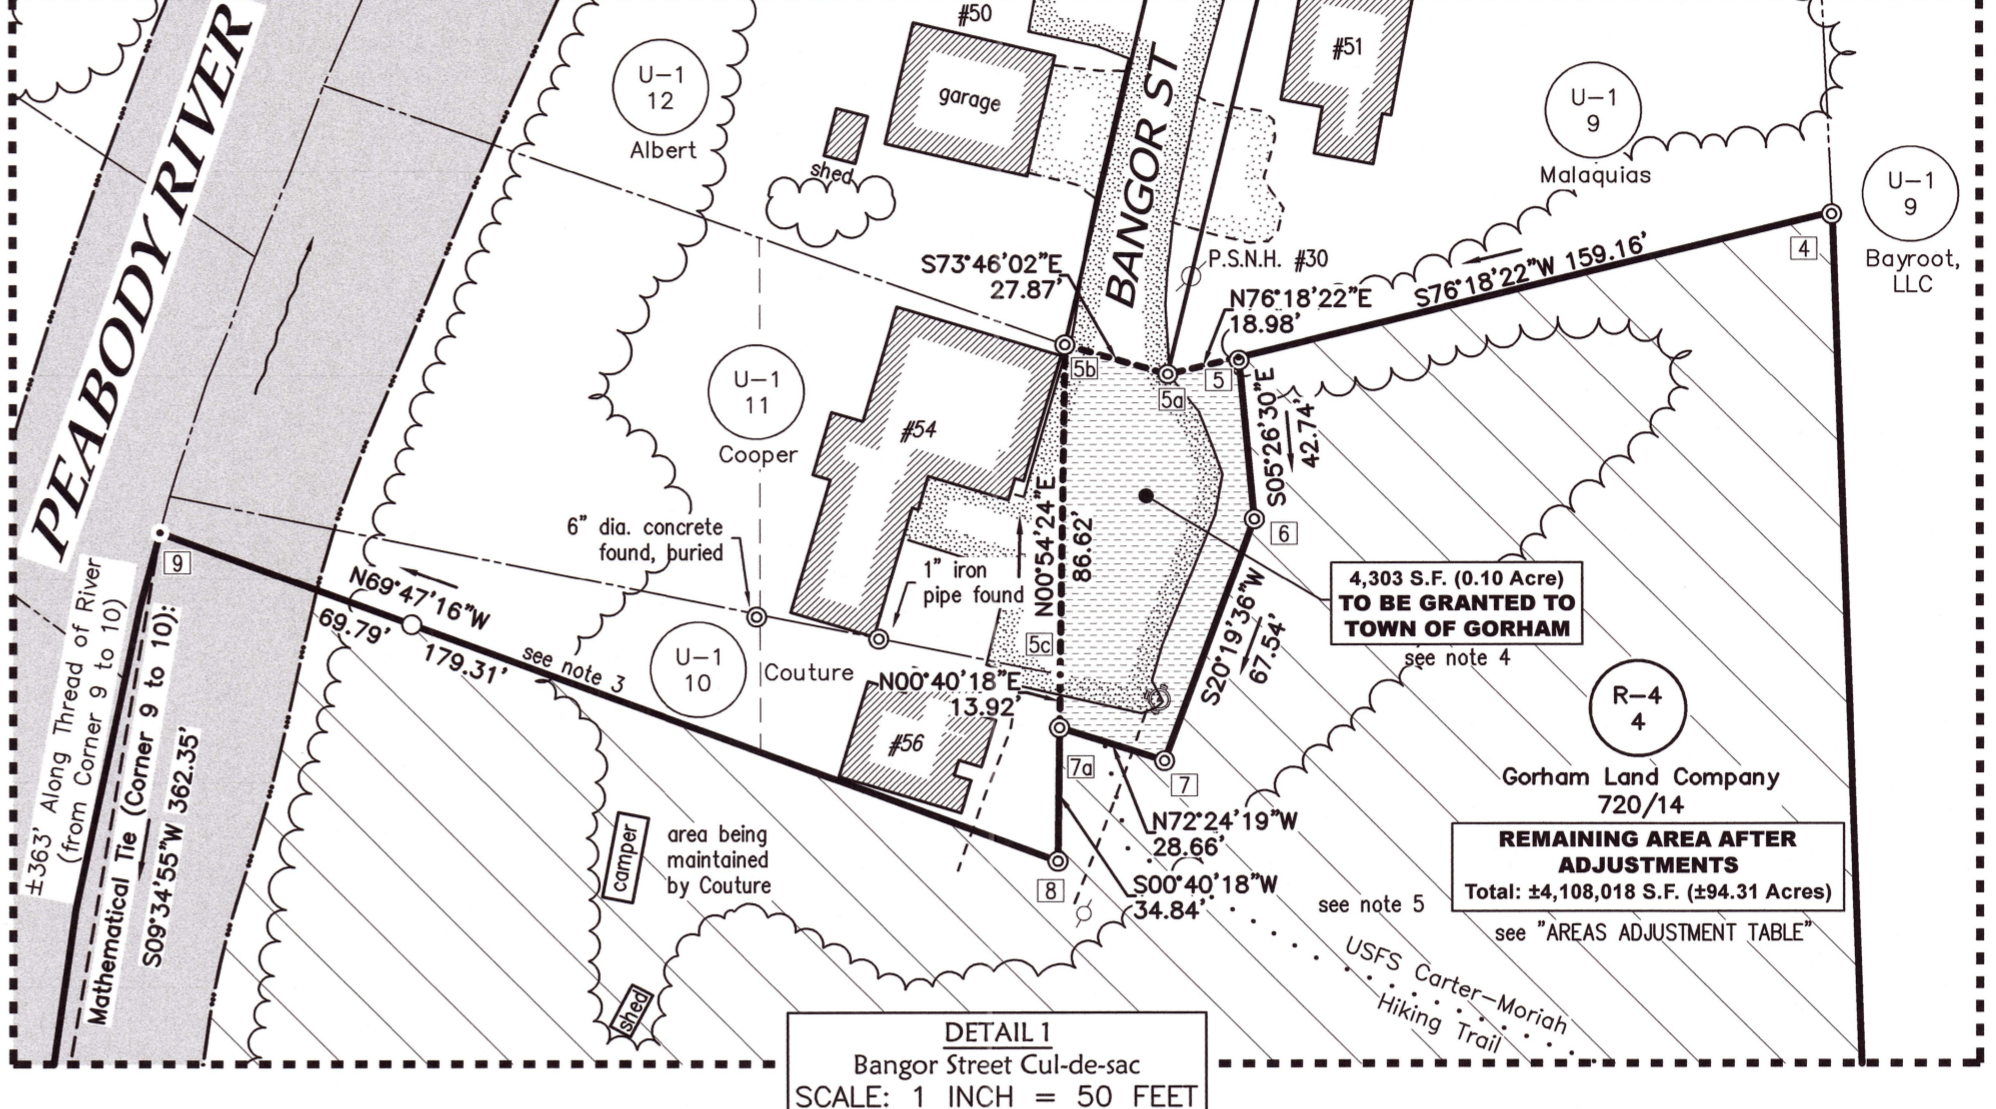 #50
garage
U-1
12
Albert
shed
#51
U-1
9
Malaquias
U-1
9
Bayroot,
LLC
PEABODY RIVER
BANGOR ST
P.S.N.H. #30
S73°46'02"E
27.87'
N76°18'22"E
18.98'
S76°18'22"W 159.16'
4
5b
5a
5
S05°26'30"E
42.74'
U-1
11
Cooper
#54
6
6" dia. concrete
found, buried
1" iron
pipe found
N00°54'24"E
86.62'
5c
S20°19'36"W
67.54'
4,303 S.F. (0.10 Acre)
TO BE GRANTED TO
TOWN OF GORHAM
see note 4
9
N69°47'16"W
69.79'
179.31'
see note 3
U-1
10
Couture
N00°40'18"E
13.92'
#56
7a
7
N72°24'19"W
28.66'
8
S00°40'18"W
34.84'
R-4
4
Gorham Land Company
720/14
REMAINING AREA AFTER
ADJUSTMENTS
Total: ±4,108,018 S.F. (±94.31 Acres)
see note 5
see "AREAS ADJUSTMENT TABLE"
USFS Carter-Moriah
Hiking Trail
±363' Along Thread of River
(from Corner 9 to 10)
Mathematical Tie (Corner 9 to 10):
S09°34'55"W 362.35'
camper
area being
maintained
by Couture
shed
DETAIL 1
Bangor Street Cul-de-sac
SCALE: 1 INCH = 50 FEET